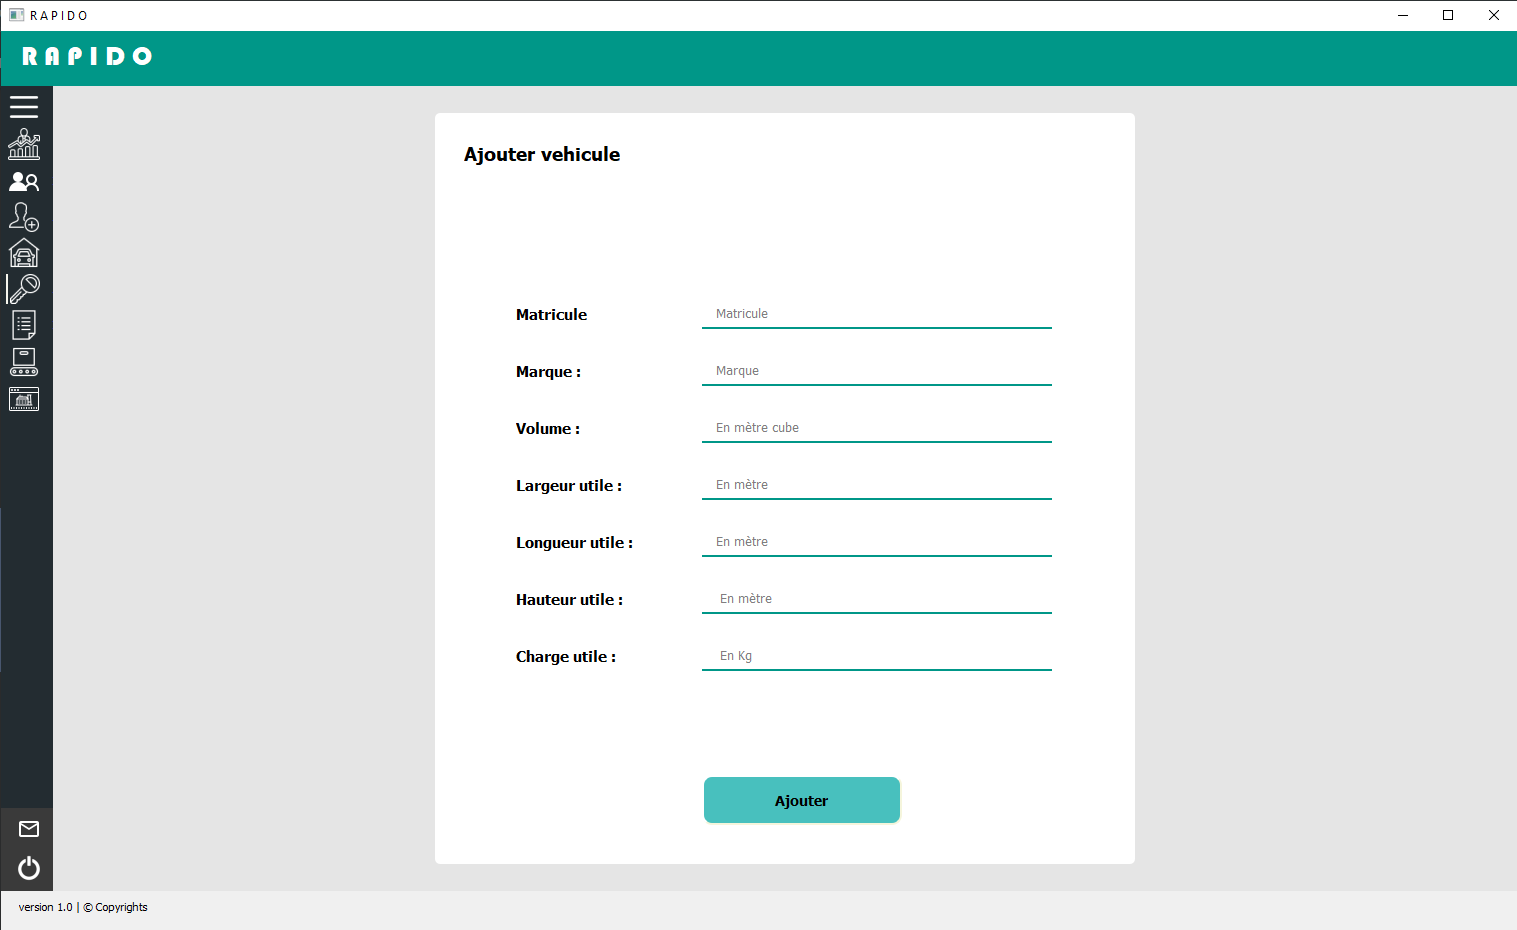 RAPIDO
RAPIDO
Ajouter vehicule
Matricule
Matricule
Marque :
Marque
Volume :
En mètre cube
Largeur utile :
En mètre
Longueur utile :
En mètre
Hauteur utile :
En mètre
Charge utile :
En Kg
Ajouter
version 1.0 | © Copyrights